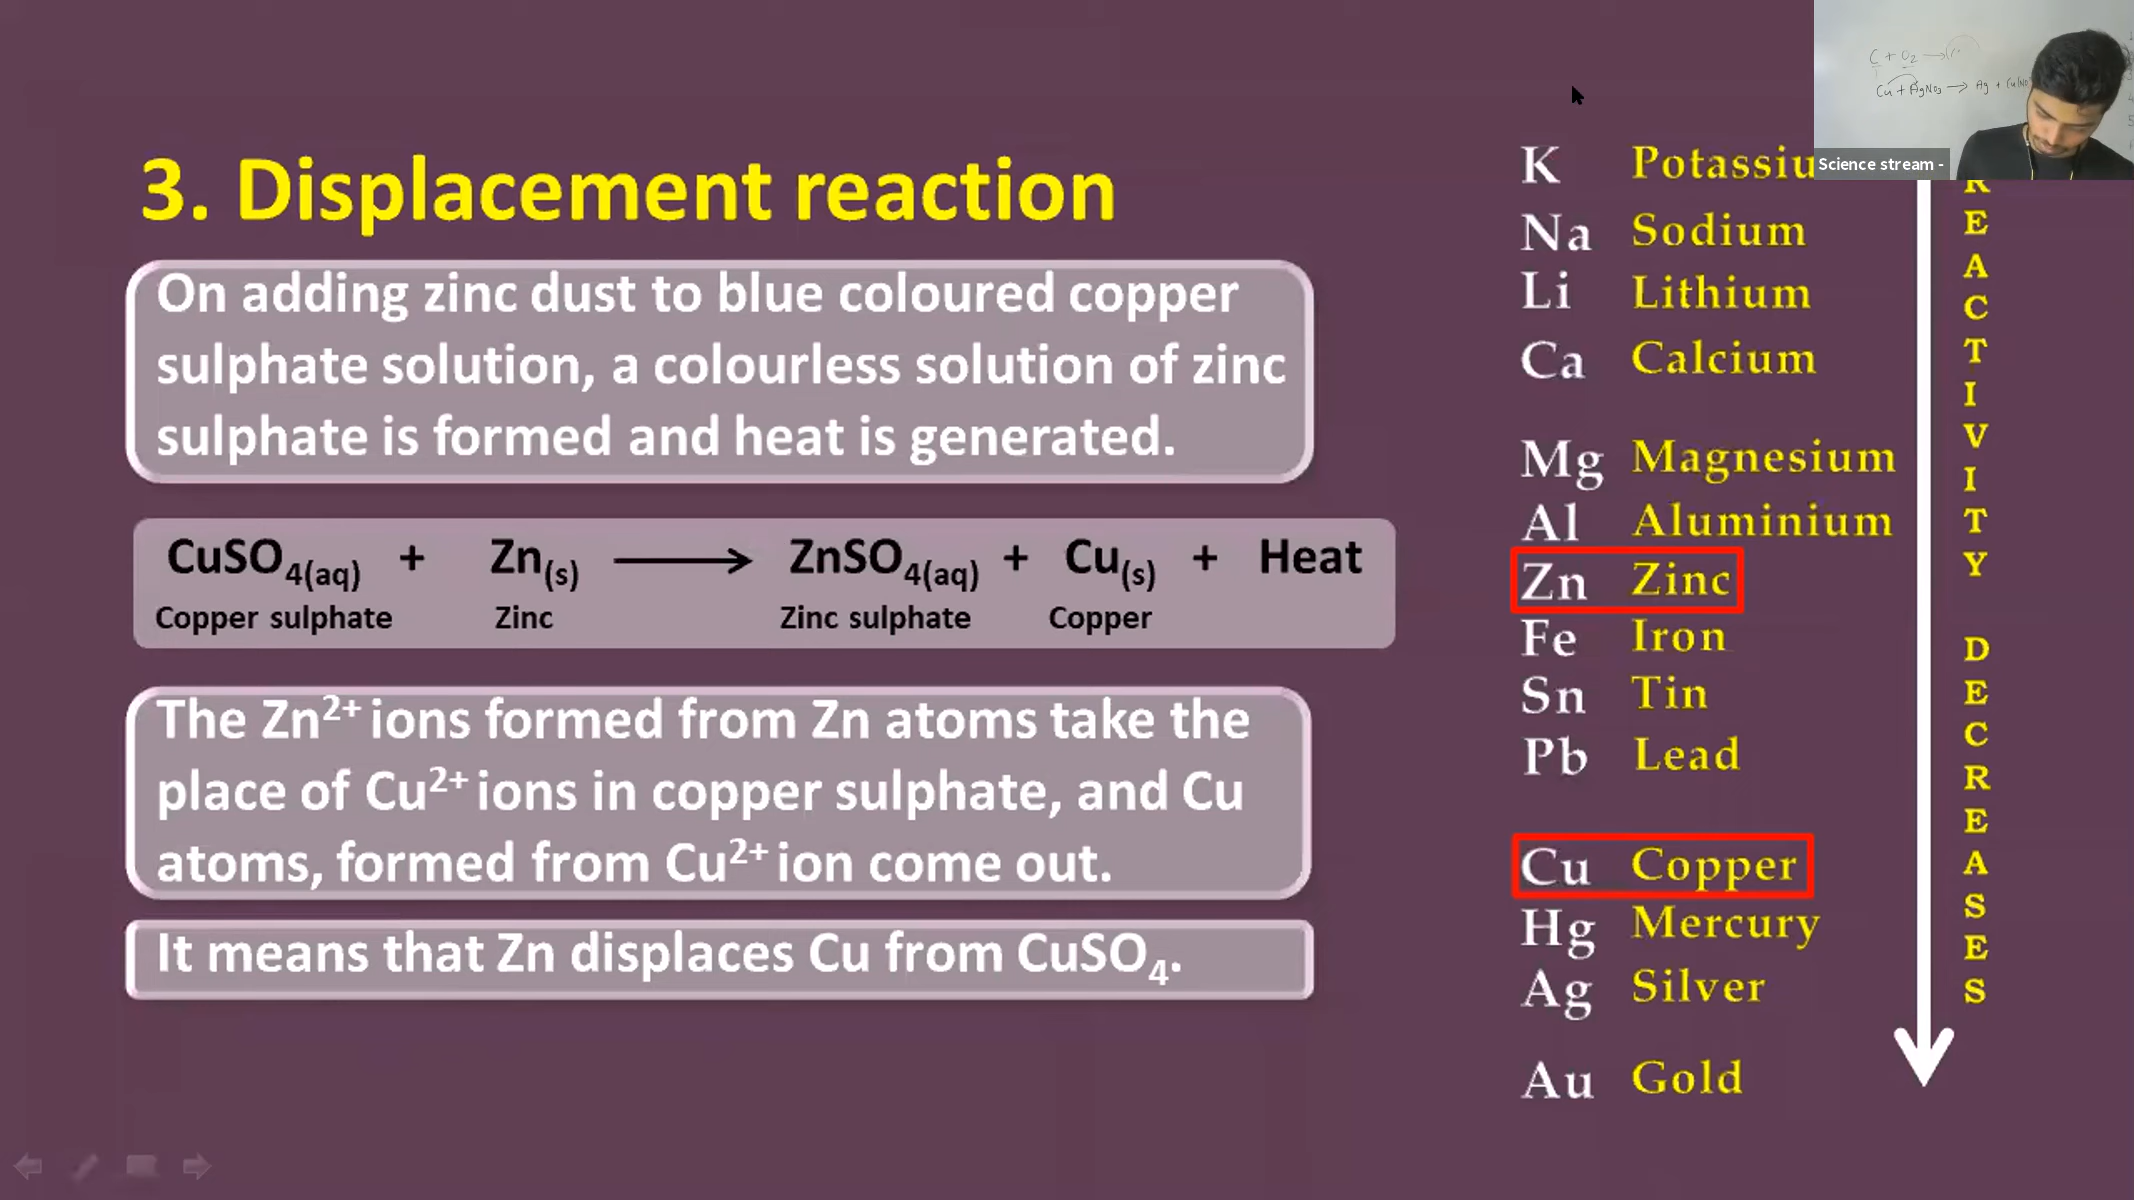 3. Displacement reaction
On adding zinc dust to blue coloured copper
sulphate solution, a colourless solution of zinc
sulphate is formed and heat is generated.
CuSO₄(aq) + Zn(s) ⟶ ZnSO₄(aq) + Cu(s) + Heat
Copper sulphate Zinc Zinc sulphate Copper
The Zn²⁺ ions formed from Zn atoms take the
place of Cu²⁺ ions in copper sulphate, and Cu
atoms, formed from Cu²⁺ ion come out.
It means that Zn displaces Cu from CuSO₄.
K Potassiu
Na Sodium
Li Lithium
Ca Calcium
Mg Magnesium
Al Aluminium
Zn Zinc
Fe Iron
Sn Tin
Pb Lead
Cu Copper
Hg Mercury
Ag Silver
Au Gold
REACTIVITY DECREASES
C + O₂ ⟶
Cu + AgNO₃ ⟶ Ag +
Science stream -